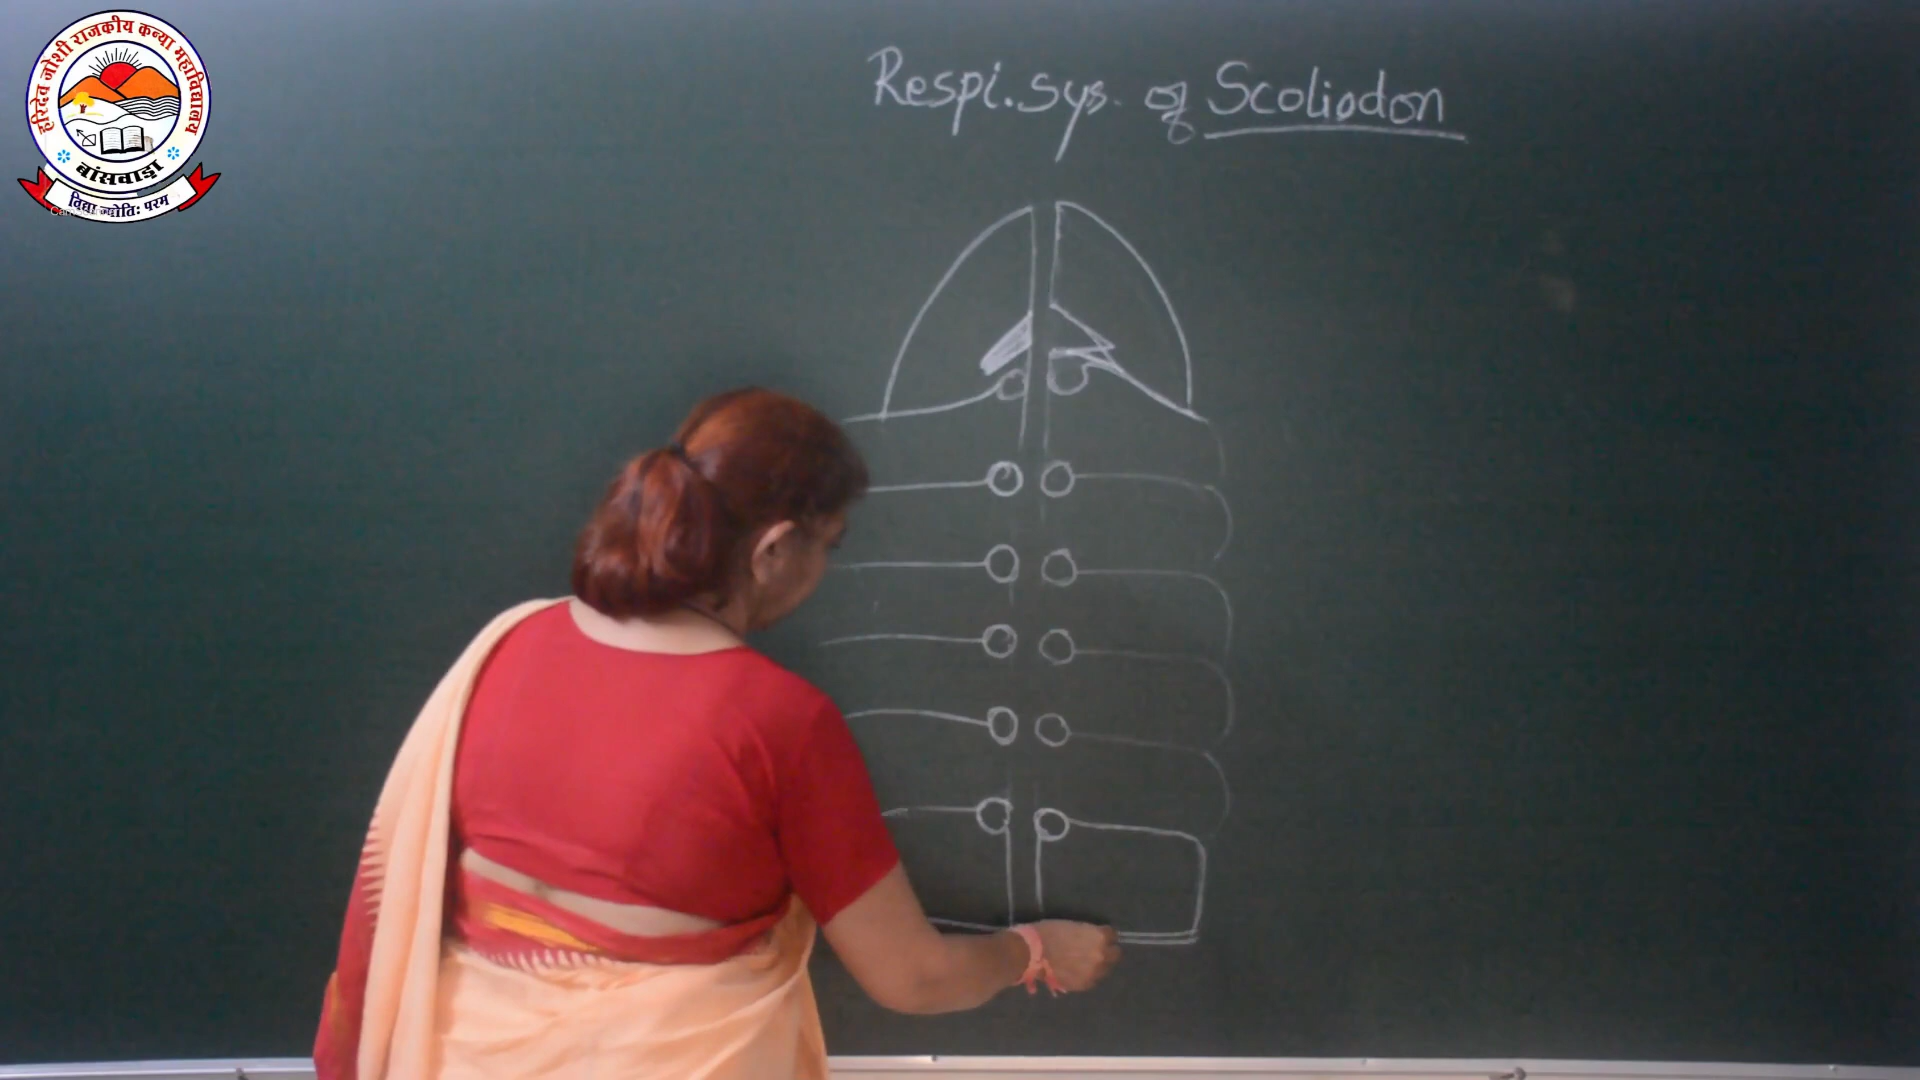 हरिदेव जोशी राजकीय कन्या महाविद्यालय
बांसवाड़ा
विद्या ज्योतिः परम
Respi. Sys. of Scoliodon